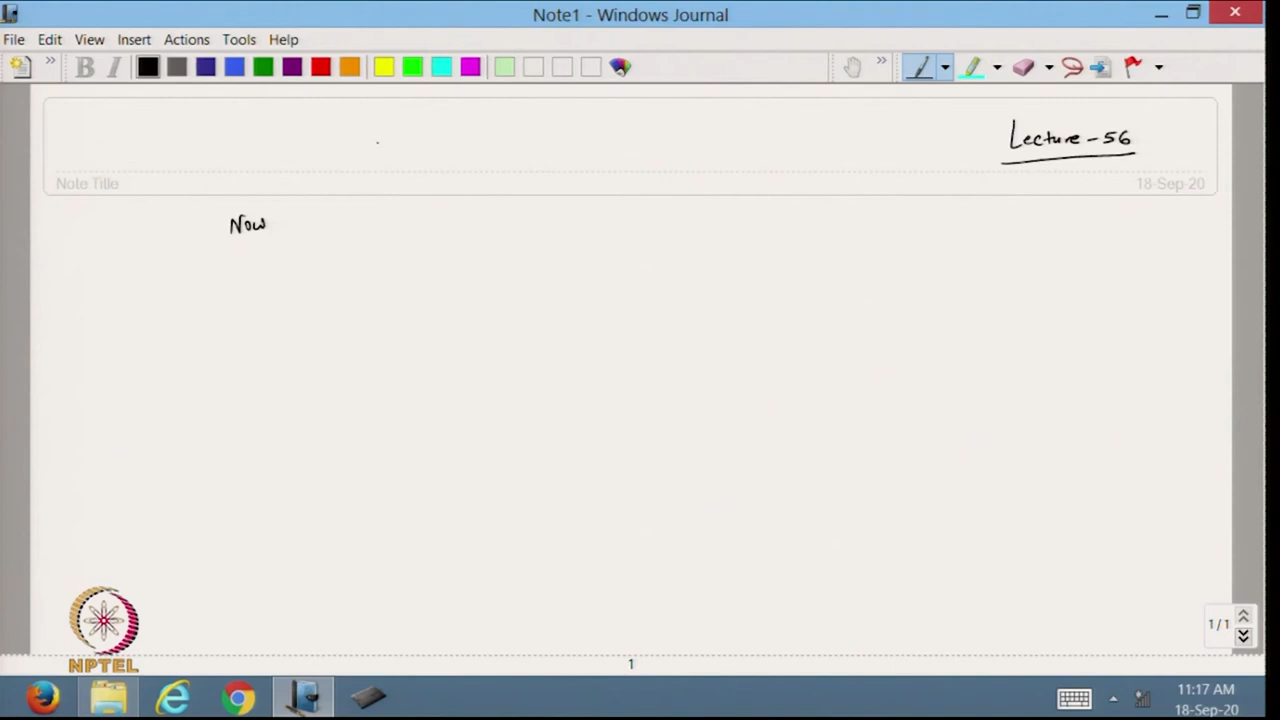 Note1 - Windows Journal
File Edit View Insert Actions Tools Help
B I
Lecture - 56
Note Title
18-Sep-20
Now
1/1
NPTEL
1
11:17 AM
18-Sep-20